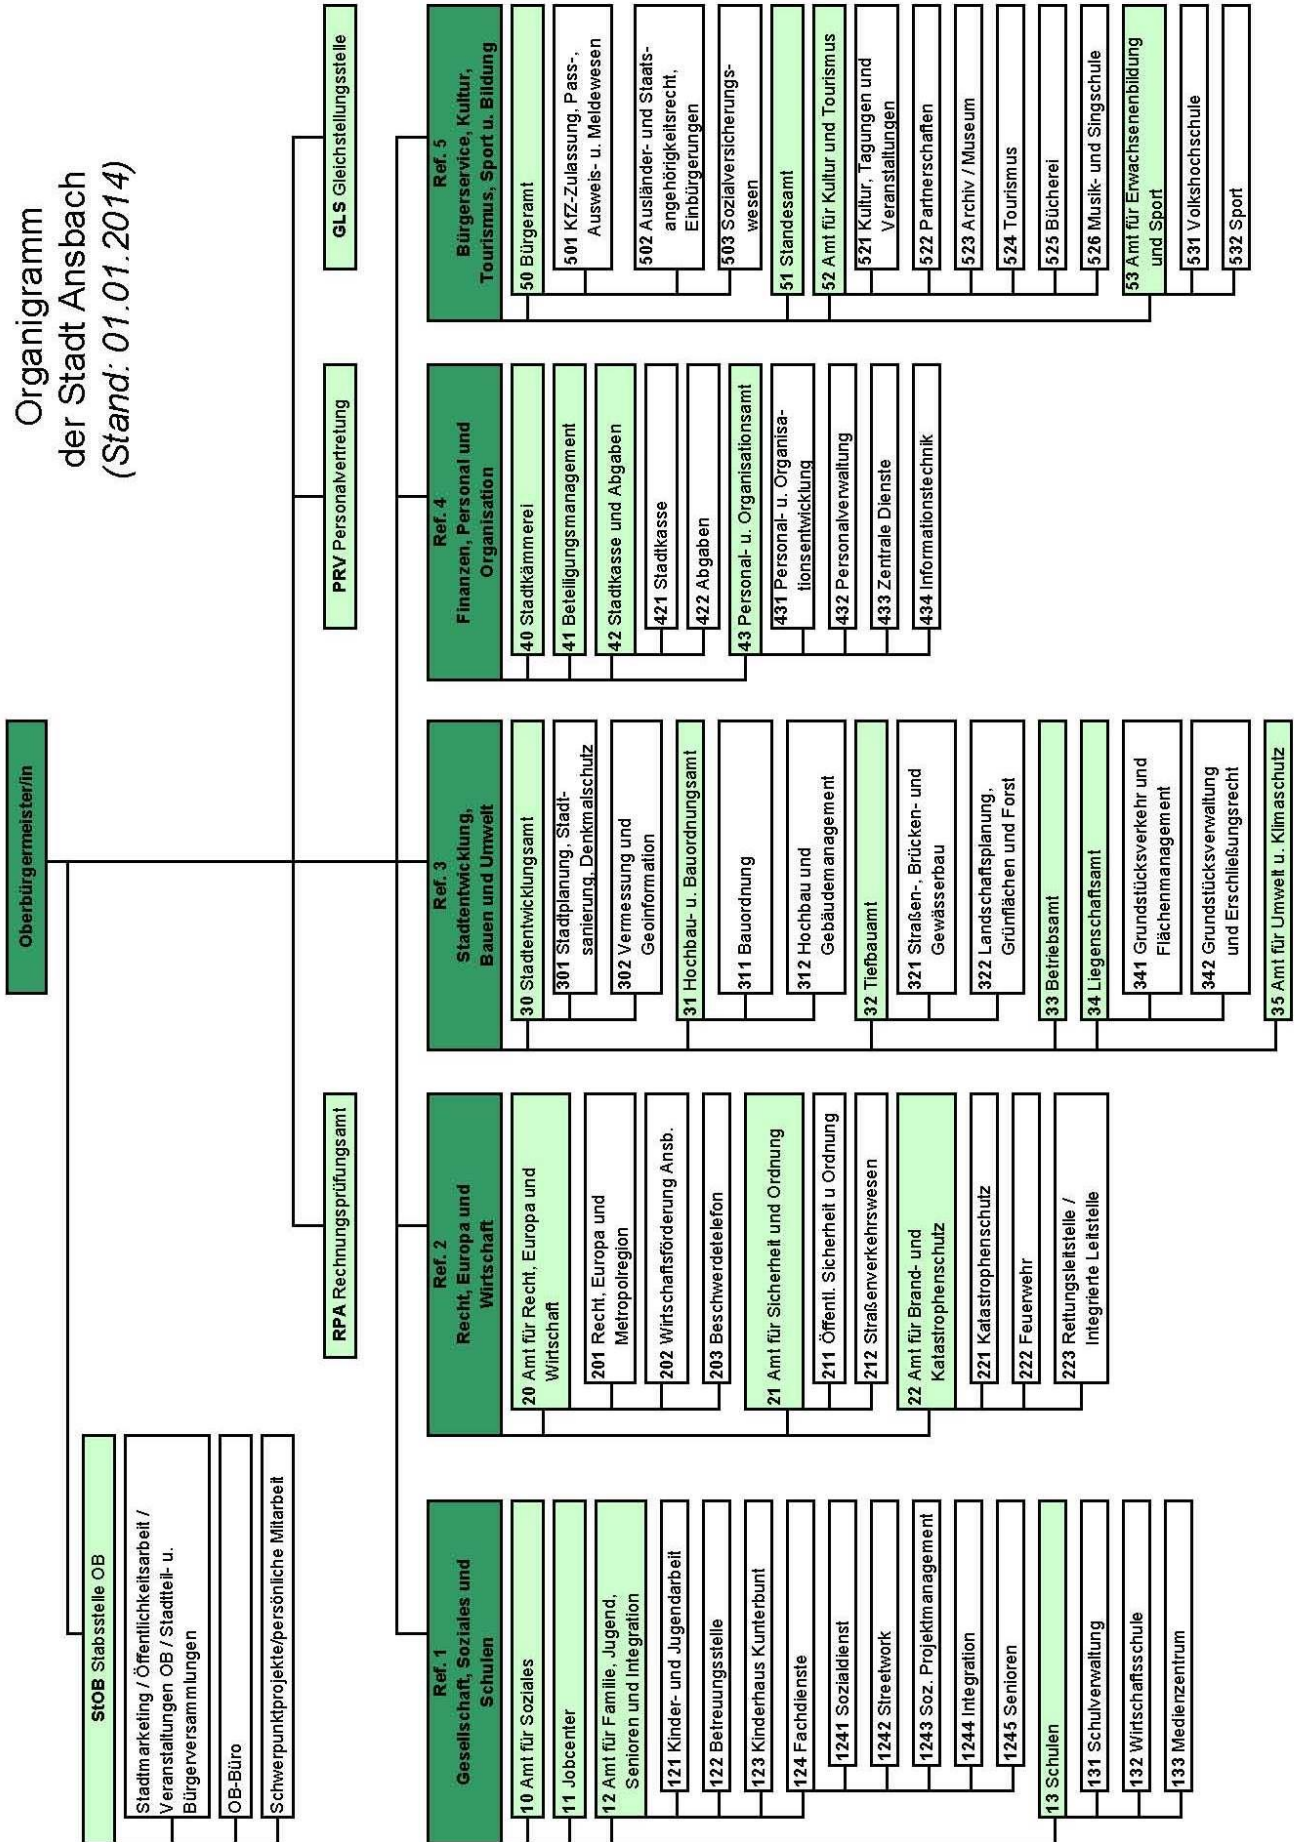 Organigramm
der Stadt Ansbach
(Stand: 01.01.2014)
Oberbürgermeister/in
StOB Stabsstelle OB
Stadtmarketing / Öffentlichkeitsarbeit /
Veranstaltungen OB / Stadtteil- u.
Bürgerversammlungen
OB-Büro
Schwerpunktprojekte/persönliche Mitarbeit
RPA Rechnungsprüfungsamt
PRV Personalvertretung
GLS Gleichstellungsstelle
Ref. 1
Gesellschaft, Soziales und
Schulen
10 Amt für Soziales
11 Jobcenter
12 Amt für Familie, Jugend,
Senioren und Integration
121 Kinder- und Jugendarbeit
122 Betreuungsstelle
123 Kinderhaus Kunterbunt
124 Fachdienste
1241 Sozialdienst
1242 Streetwork
1243 Soz. Projektmanagement
1244 Integration
1245 Senioren
13 Schulen
131 Schulverwaltung
132 Wirtschaftsschule
133 Medienzentrum
Ref. 2
Recht, Europa und
Wirtschaft
20 Amt für Recht, Europa und
Wirtschaft
201 Recht, Europa und
Metropolregion
202 Wirtschaftsförderung Ansb.
203 Beschwerdetelefon
21 Amt für Sicherheit und Ordnung
211 Öffentl. Sicherheit u Ordnung
212 Straßenverkehrswesen
22 Amt für Brand- und
Katastrophenschutz
221 Katastrophenschutz
222 Feuerwehr
223 Rettungsleitstelle /
Integrierte Leitstelle
Ref. 3
Stadtentwicklung,
Bauen und Umwelt
30 Stadtentwicklungsamt
301 Stadtplanung, Stadt-
sanierung, Denkmalschutz
302 Vermessung und
Geoinformation
31 Hochbau- u. Bauordnungsamt
311 Bauordnung
312 Hochbau und
Gebäudemanagement
32 Tiefbauamt
321 Straßen-, Brücken- und
Gewässerbau
322 Landschaftsplanung,
Grünflächen und Forst
33 Betriebsamt
34 Liegenschaftsamt
341 Grundstücksverkehr und
Flächenmanagement
342 Grundstücksverwaltung
und Erschließungsrecht
35 Amt für Umwelt u. Klimaschutz
Ref. 4
Finanzen, Personal und
Organisation
40 Stadtkämmerei
41 Beteiligungsmanagement
42 Stadtkasse und Abgaben
421 Stadtkasse
422 Abgaben
43 Personal- u. Organisationsamt
431 Personal- u. Organisa-
tionsentwicklung
432 Personalverwaltung
433 Zentrale Dienste
434 Informationstechnik
Ref. 5
Bürgerservice, Kultur,
Tourismus, Sport u. Bildung
50 Bürgeramt
501 KfZ-Zulassung, Pass-,
Ausweis- u. Meldewesen
502 Ausländer- und Staats-
angehörigkeitsrecht,
Einbürgerungen
503 Sozialversicherungs-
wesen
51 Standesamt
52 Amt für Kultur und Tourismus
521 Kultur, Tagungen und
Veranstaltungen
522 Partnerschaften
523 Archiv / Museum
524 Tourismus
525 Bücherei
526 Musik- und Singschule
53 Amt für Erwachsenenbildung
und Sport
531 Volkshochschule
532 Sport